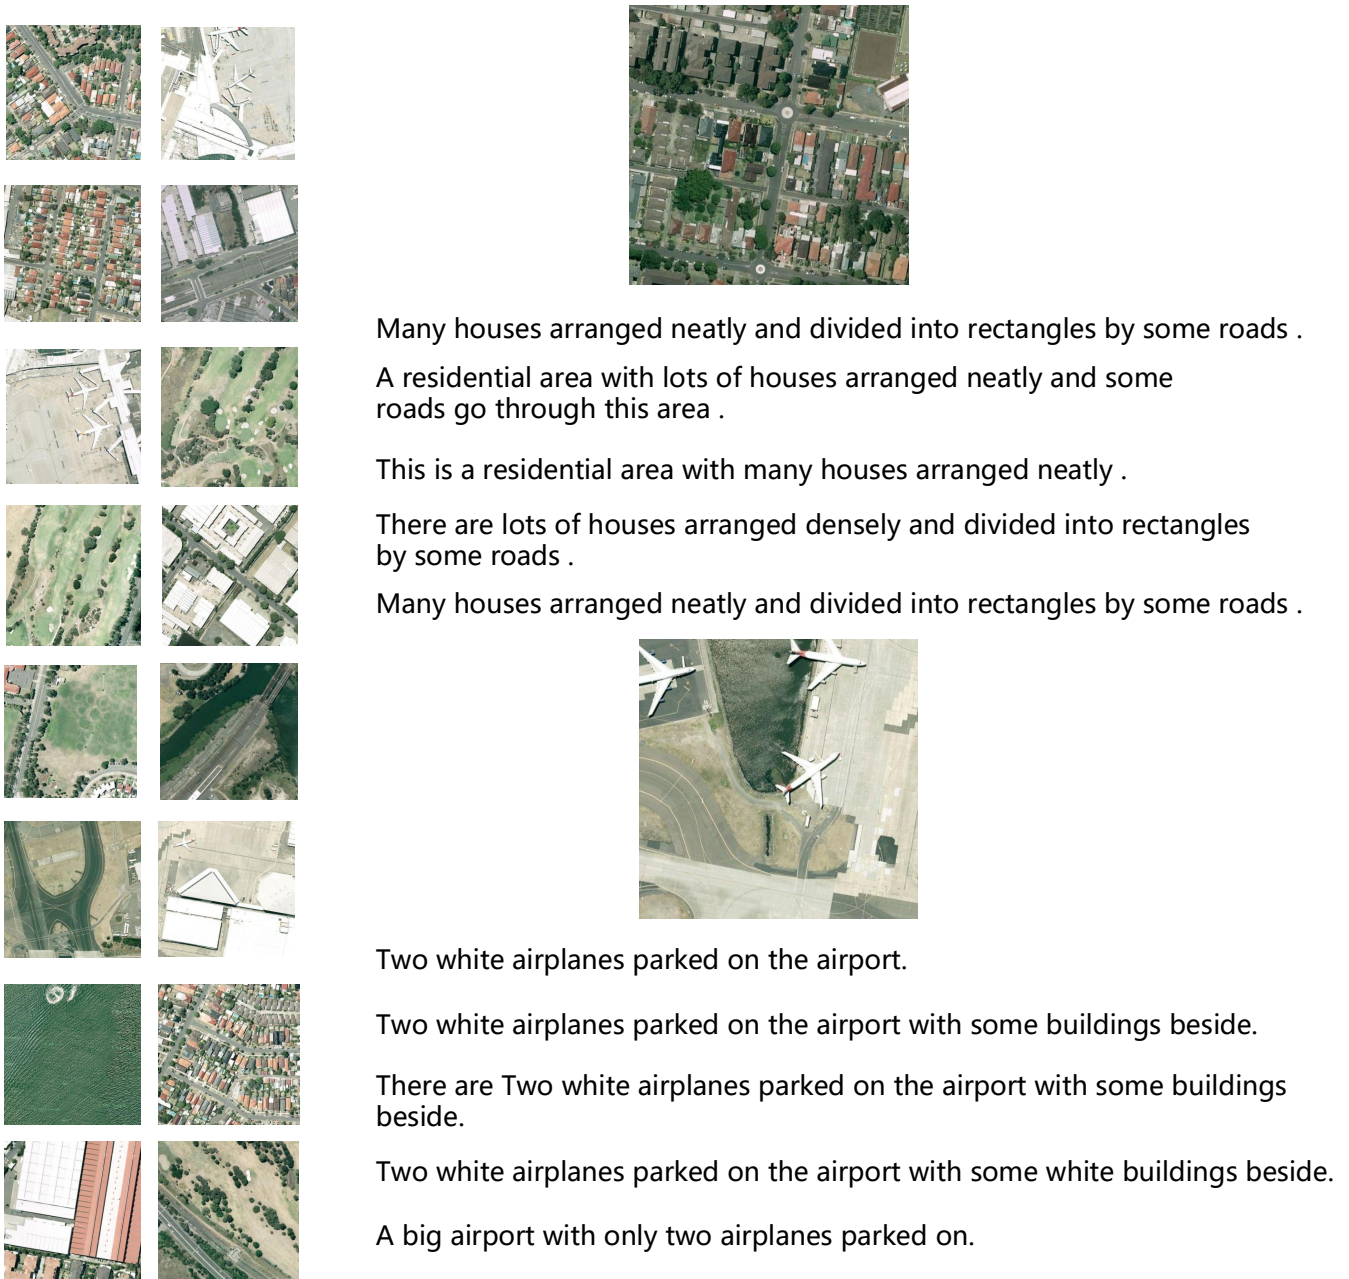 Many houses arranged neatly and divided into rectangles by some roads .
A residential area with lots of houses arranged neatly and some
roads go through this area .
This is a residential area with many houses arranged neatly .
There are lots of houses arranged densely and divided into rectangles
by some roads .
Many houses arranged neatly and divided into rectangles by some roads .
Two white airplanes parked on the airport.
Two white airplanes parked on the airport with some buildings beside.
There are Two white airplanes parked on the airport with some buildings
beside.
Two white airplanes parked on the airport with some white buildings beside.
A big airport with only two airplanes parked on.